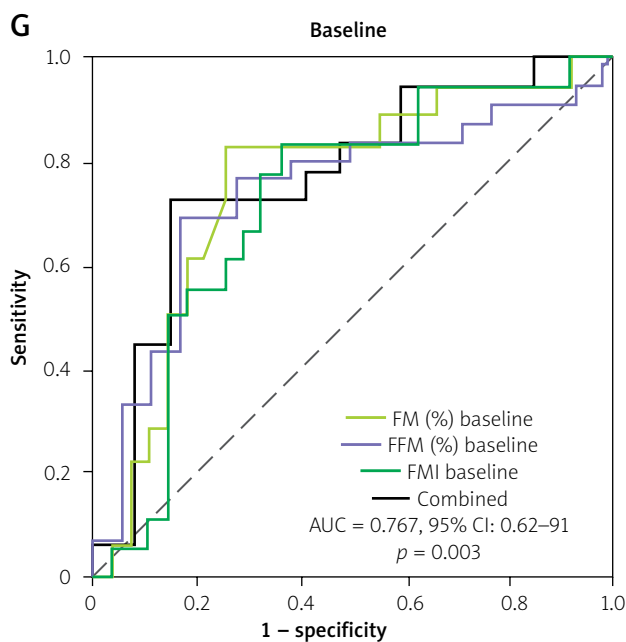 G
Baseline
1.0
0.8
0.6
0.4
0.2
0
Sensitivity
FM (%) baseline
FFM (%) baseline
FMI baseline
Combined
AUC = 0.767, 95% CI: 0.62–91
p = 0.003
0 0.2 0.4 0.6 0.8 1.0
1 – specificity